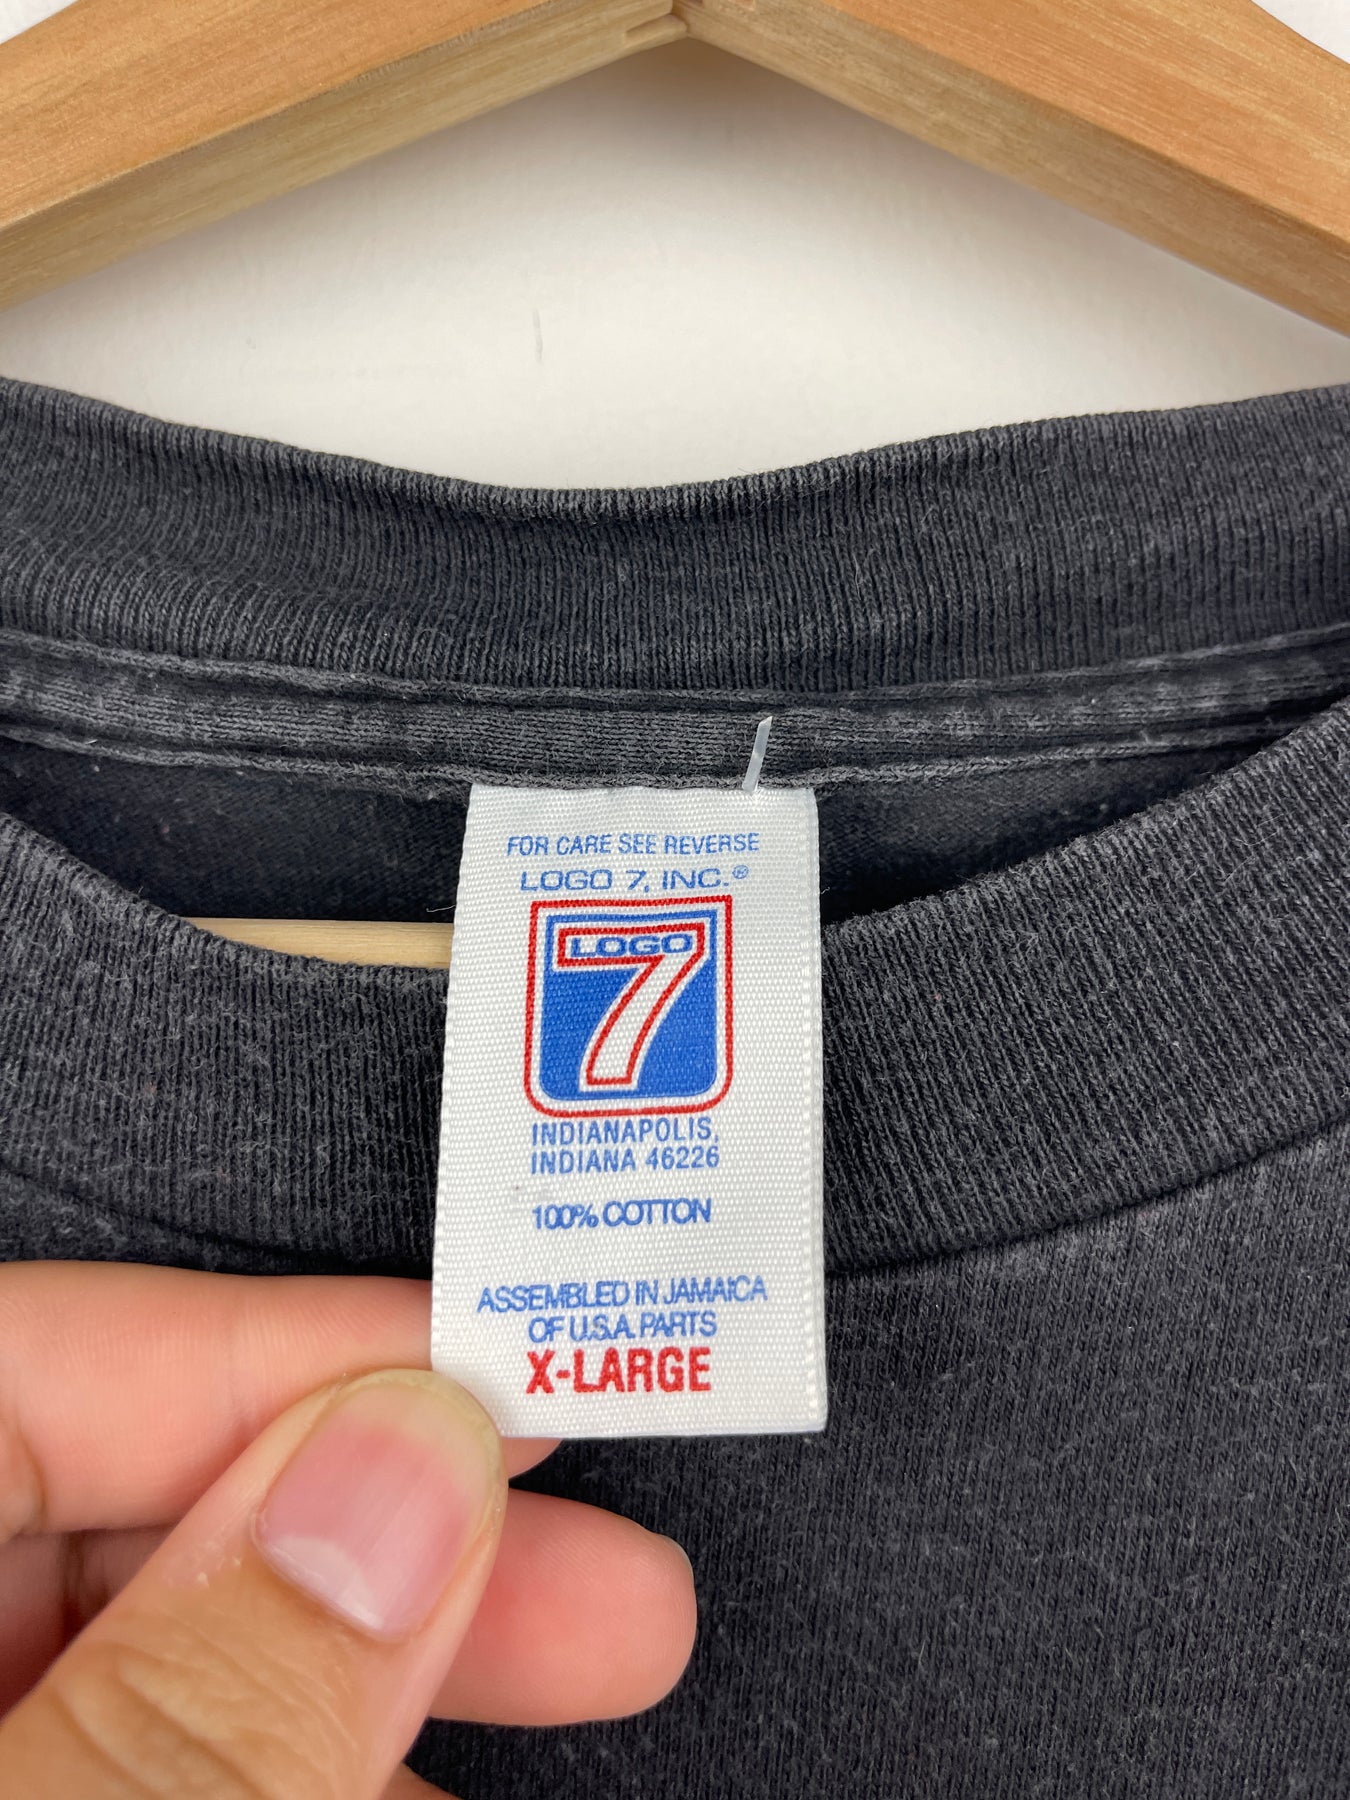 FOR CARE SEE REVERSE
LOGO 7, INC.®
LOGO
7
INDIANAPOLIS,
INDIANA 46226
100% COTTON
ASSEMBLED IN JAMAICA
OF U.S.A. PARTS
X-LARGE